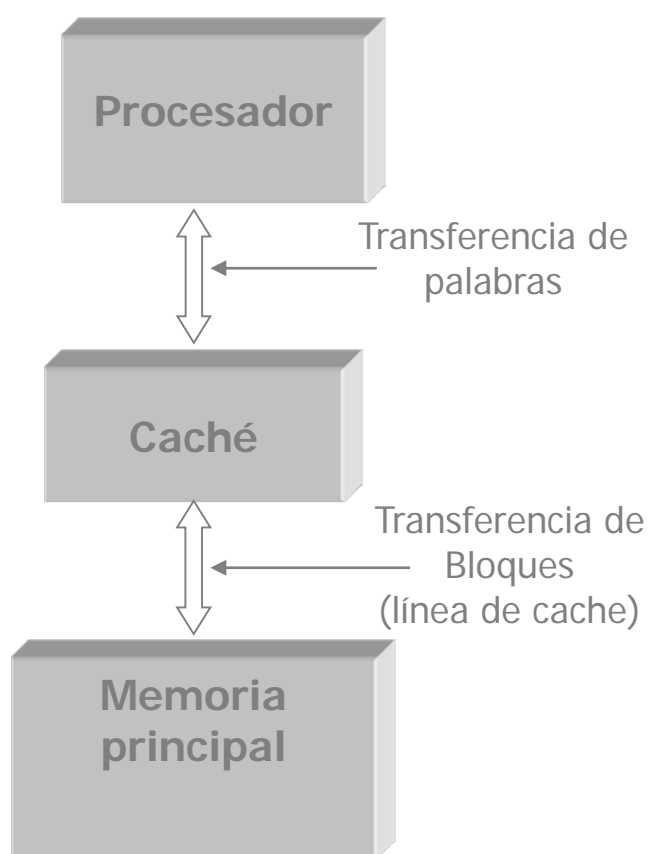 Procesador
Transferencia de
palabras
Caché
Transferencia de
Bloques
(línea de cache)
Memoria
principal